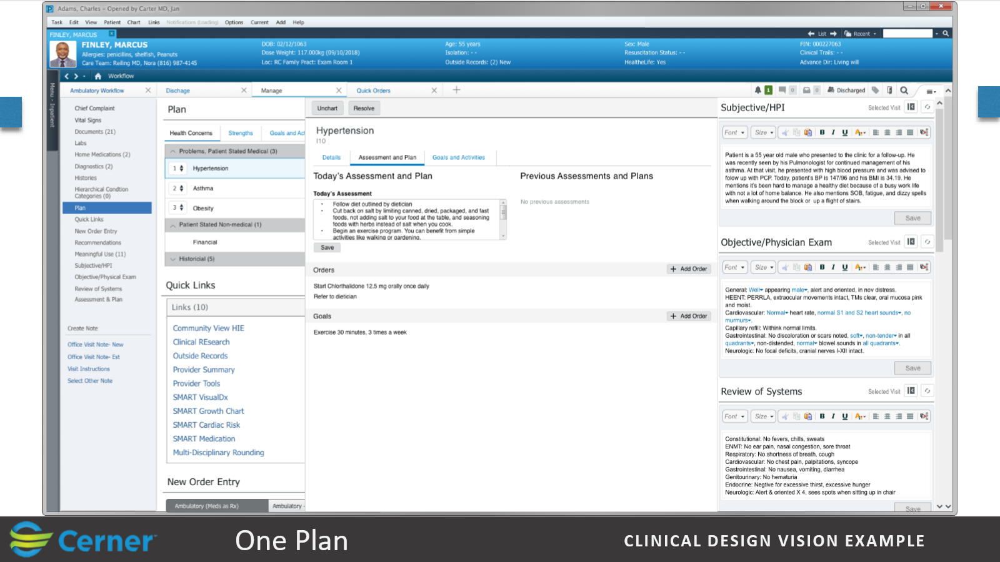 Adams, Charles - Opened by Carter MD, Jan
Task Edit View Patient Chart Links Notifications (Loading) Options Current Add Help
FINLEY, MARCUS
List Recent
FINLEY, MARCUS
Allergies: penicillins, shelfish, Peanuts
Care Team: Reiling MD, Nora (816) 987-4145
DOB: 02/12/1063
Dose Weight: 117.000kg (09/10/2018)
Loc: RC Family Pract: Exam Room 1
Age: 55 years
Isolation: - -
Outside Records: (2) New
Sex: Male
Resuscitation Status: - -
HealtheLife: Yes
FIN: 000227063
Clinical Trails: - -
Advance Dir: Living will
Workflow
Menu - Inpatient
Ambulatory Workflow
Dischage
Manage
Quick Orders
1 0 0 Discharged
Chief Complaint
Vital Signs
Documents (21)
Labs
Home Medications (2)
Diagnostics (2)
Histories
Hierarchical Condtion
Categories (0)
Plan
Quick Links
New Order Entry
Recommendations
Meaningful Use (11)
Subjective/HPI
Objective/Physical Exam
Review of Systems
Assessment & Plan
Create Note
Office Visit Note- New
Office Visit Note- Est
Visit Instructions
Select Other Note
Plan
Health Concerns Strengths Goals and Act
Problems, Patient Stated Medical (3)
1 Hypertension
2 Asthma
3 Obesity
Patient Stated Non-medical (1)
Financial
Historicial (5)
Quick Links
Links (10)
Community View HIE
Clinical REsearch
Outside Records
Provider Summary
Provider Tools
SMART VisualDx
SMART Growth Chart
SMART Cardiac Risk
SMART Medication
Multi-Disciplinary Rounding
New Order Entry
Ambulatory (Meds as Rx) Ambulatory -
Unchart Resolve
Hypertension
I10
Details Assessment and Plan Goals and Activities
Today's Assessment and Plan
Today's Assessment
• Follow diet outlined by dietician
• Cut back on salt by limiting canned, dried, packaged, and fast
foods, not adding salt to your food at the table, and seasoning
foods with herbs instead of salt when you cook.
• Begin an exercise program. You can benefit from simple
activities like walking or gardening.
Save
Previous Assessments and Plans
No previous assessments
Orders
+ Add Order
Start Chlorthalidone 12.5 mg orally once daily
Refer to dietician
Goals
+ Add Order
Exercise 30 minutes, 3 times a week
Subjective/HPI Selected Visit
Font Size B I U A
Patient is a 55 year old male who presented to the clinic for a follow-up. He
was recently seen by his Pulmonologist for continued management of his
asthma. At that visit, he presented with high blood pressure and was advised to
folow up with PCP. Today, patient's BP is 147/96 and his BMI is 34.19. He
mentions it's been hard to manage a healthy diet because of a busy work life
with not a lot of home balance. He also mentions SOB, fatigue, and dizzy spells
when walking around the block or up a flight of stairs.
Save
Objective/Physician Exam Selected Visit
Font Size B I U A
General: Well appearing male, alert and oriented, in nov distress.
HEENT: PERRLA, extraocular movements intact, TMs clear, oral mucosa pink
and moist.
Cardiovascular: Normal heart rate, normal S1 and S2 heart sounds, no
murmurs.
Capillary refill: Withink normal limits.
Gastrointestinal: No discoloration or scars noted, soft, non-tender in all
quadrants, non-distended, normal blowel sounds in all quadrants.
Neurologic: No focal deficits, cranial nerves I-XII intact.
Save
Review of Systems Selected Visit
Font Size B I U A
Constitutional: No fevers, chills, sweats
ENMT: No ear pain, nasal congestion, sore throat
Respiratory: No shortness of breath, cough
Cardiovascular: No chest pain, palpitations, syncope
Gastrointestinal: No nausea, vomiting, diarrhea
Genitourinary: No hematuria
Endocrine: Negtive for excessive thirst, excessive hunger
Neurologic: Alert & oriented X 4, sees spots when sitting up in chair
Save
Cerner
One Plan
CLINICAL DESIGN VISION EXAMPLE